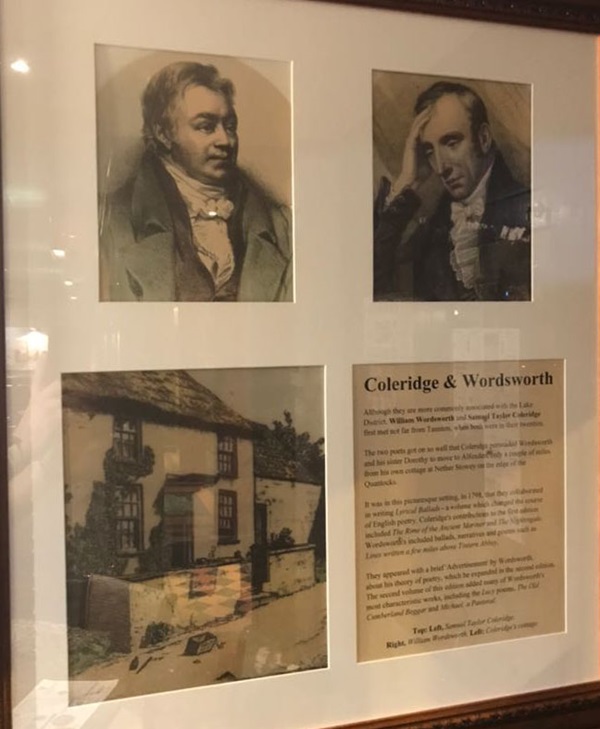 Coleridge & Wordsworth
Although they are more commonly associated with the Lake
District, William Wordsworth and Samuel Taylor Coleridge
first met not far from Taunton, when both were in their twenties.
The two poets got on so well that Coleridge persuaded Wordsworth
and his sister Dorothy to move to Alfoxden, only a couple of miles
from his own cottage at Nether Stowey on the edge of the
Quantocks.
It was in this picturesque setting, in 1798, that they collaborated
in writing Lyrical Ballads - a volume which changed the course
of English poetry. Coleridge's contributions to the first edition
included The Rime of the Ancient Mariner and The Nightingale.
Wordsworth's included ballads, narratives and poems such as
Lines written a few miles above Tintern Abbey.
They appeared with a brief 'Advertisement' by Wordsworth,
about his theory of poetry, which he expanded in the second edition.
The second volume of this edition added many of Wordsworth's
most characteristic works, including the Lucy poems, The Old
Cumberland Beggar and Michael, a Pastoral.
Top: Left, Samuel Taylor Coleridge
Right, William Wordsworth. Left: Coleridge's cottage